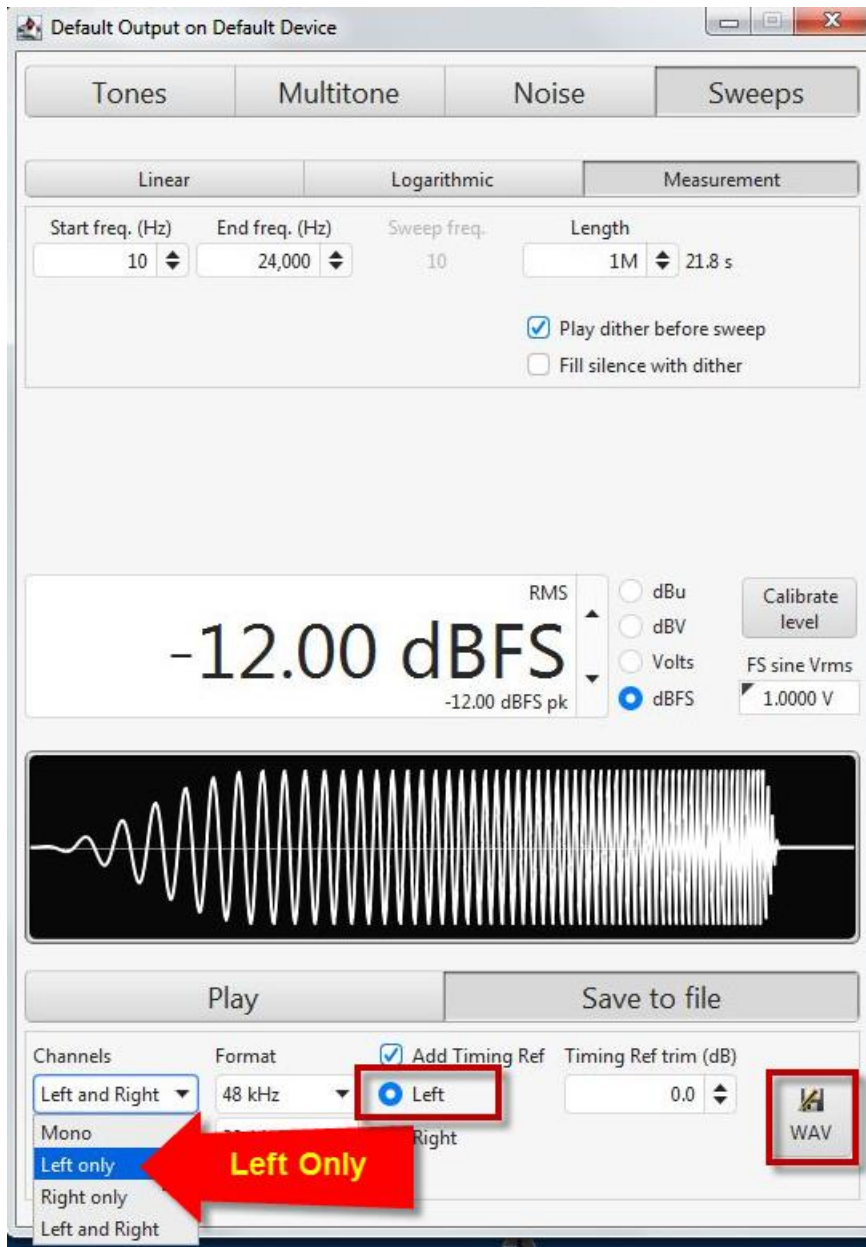 Default Output on Default Device
Tones Multitone Noise Sweeps
Linear Logarithmic Measurement
Start freq. (Hz) End freq. (Hz) Sweep freq. Length
10 24,000 10 1M 21.8 s
Play dither before sweep
Fill silence with dither
RMS
-12.00 dBFS
-12.00 dBFS pk
dBu
dBV
Volts
dBFS
Calibrate
level
FS sine Vrms
1.0000 V
Play Save to file
Channels Format Add Timing Ref Timing Ref trim (dB)
Left and Right 48 kHz Left 0.0
Mono Right WAV
Left only Left Only
Right only
Left and Right